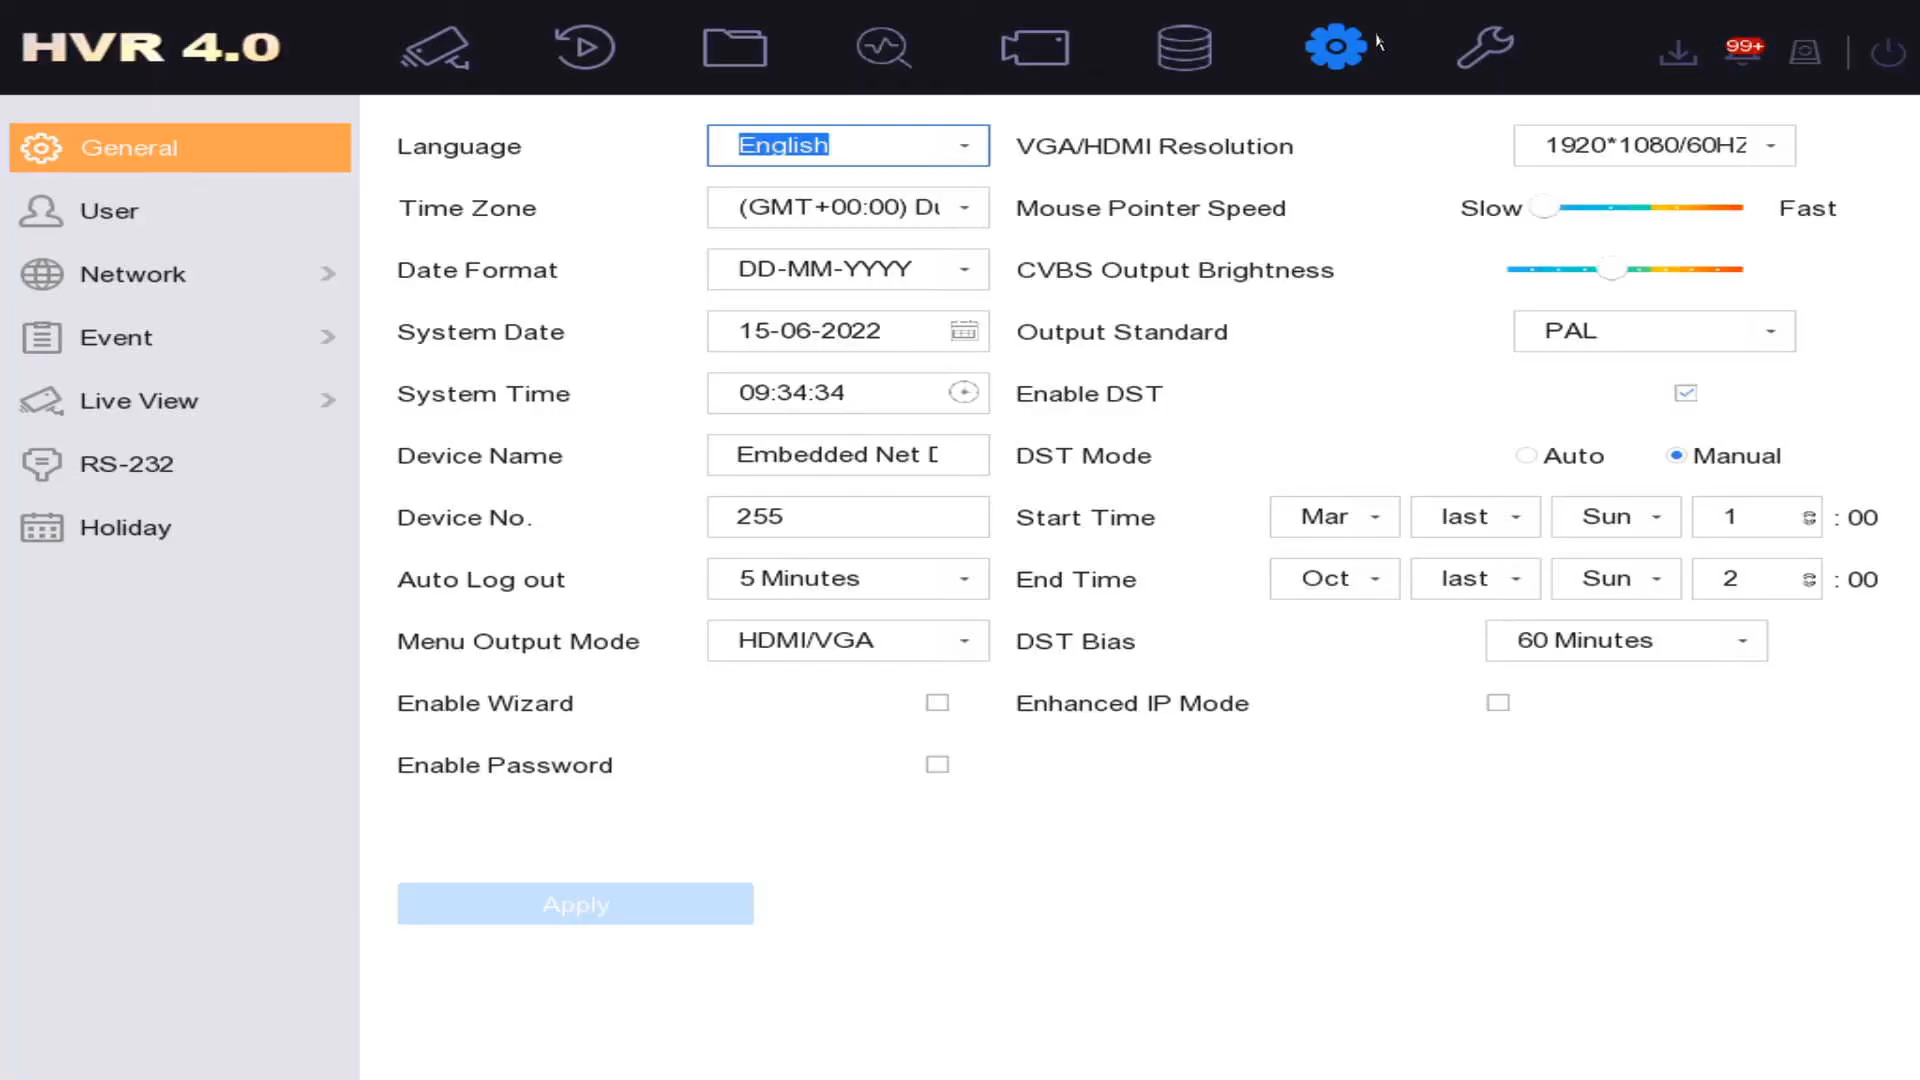 HVR 4.0
99+
General
User
Network
Event
Live View
RS-232
Holiday
Language English
Time Zone (GMT+00:00) Du
Date Format DD-MM-YYYY
System Date 15-06-2022
System Time 09:34:34
Device Name Embedded Net D
Device No. 255
Auto Log out 5 Minutes
Menu Output Mode HDMI/VGA
Enable Wizard
Enable Password
Apply
VGA/HDMI Resolution 1920*1080/60HZ
Mouse Pointer Speed Slow Fast
CVBS Output Brightness
Output Standard PAL
Enable DST
DST Mode Auto Manual
Start Time Mar last Sun 1 : 00
End Time Oct last Sun 2 : 00
DST Bias 60 Minutes
Enhanced IP Mode